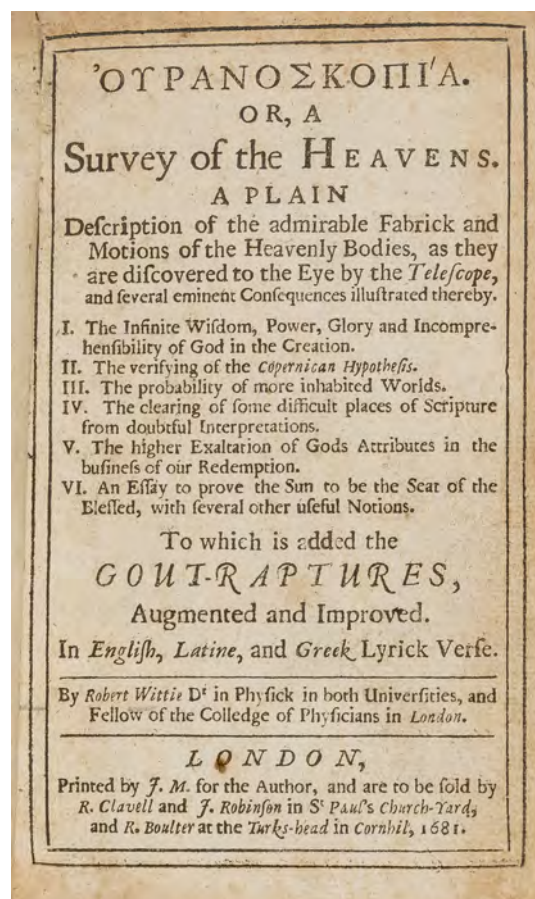 ὈΥΡΑΝΟΣΚΟΠΙ´Α.
OR, A
Survey of the HEAVENS.
A PLAIN
Deſcription of the admirable Fabrick and
Motions of the Heavenly Bodies, as they
are diſcovered to the Eye by the Teleſcope,
and ſeveral eminent Conſequences illuſtrated thereby.
I. The Infinite Wiſdom, Power, Glory and Incompre-
henſibility of God in the Creation.
II. The verifying of the Copernican Hypotheſis.
III. The probability of more inhabited Worlds.
IV. The clearing of ſome difficult places of Scripture
from doubtful Interpretations.
V. The higher Exaltation of Gods Attributes in the
buſineſs of our Redemption.
VI. An Eſſay to prove the Sun to be the Seat of the
Bleſſed, with ſeveral other uſeful Notions.
To which is added the
GOUT-RAPTURES,
Augmented and Improved.
In Engliſh, Latine, and Greek Lyrick Verſe.
By Robert Wittie Dr in Phyſick in both Univerſities, and
Fellow of the Colledge of Phyſicians in London.
LONDON,
Printed by J. M. for the Author, and are to be ſold by
R. Clavell and J. Robinſon in St Paul's Church-Yard,
and R. Boulter at the Turks-head in Cornhil, 1681.